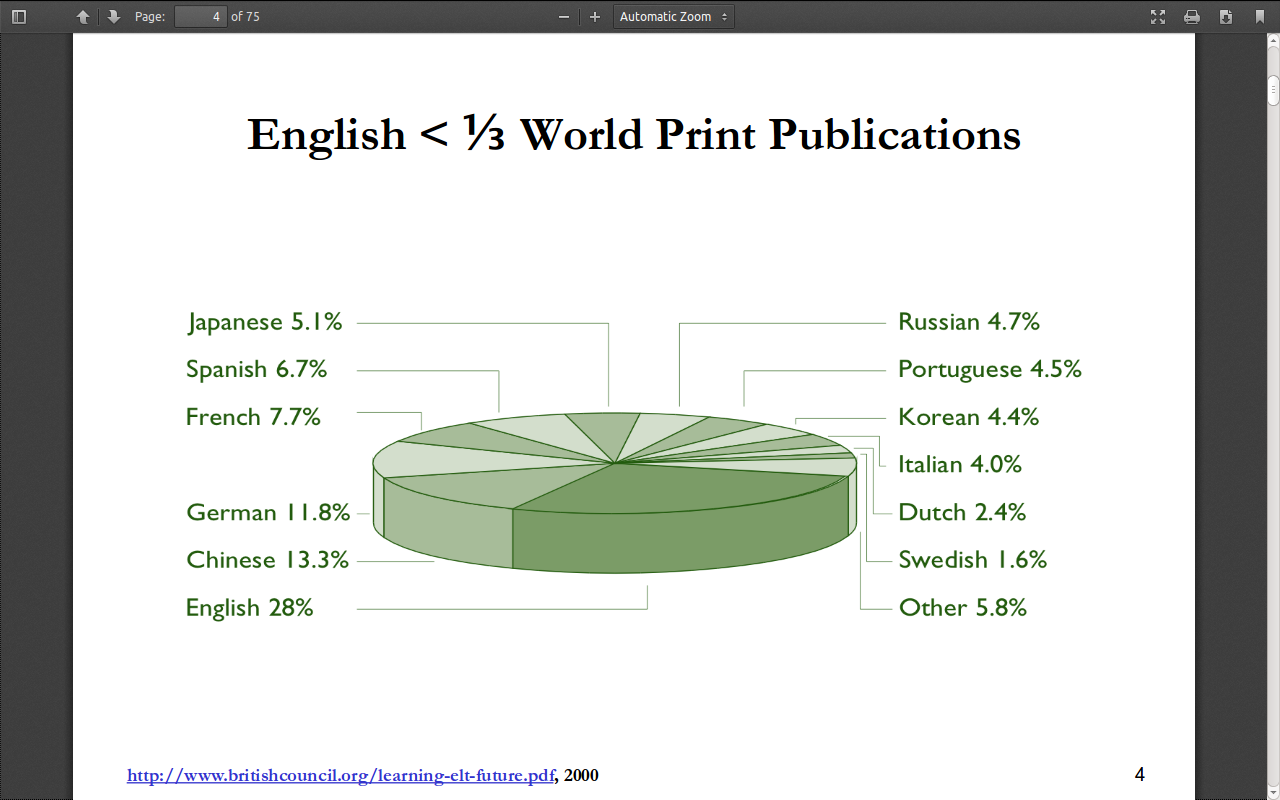 Page: 4 of 75 Automatic Zoom
English < ⅓ World Print Publications
Japanese 5.1%
Spanish 6.7%
French 7.7%
German 11.8%
Chinese 13.3%
English 28%
Russian 4.7%
Portuguese 4.5%
Korean 4.4%
Italian 4.0%
Dutch 2.4%
Swedish 1.6%
Other 5.8%
http://www.britishcouncil.org/learning-elt-future.pdf, 2000
4